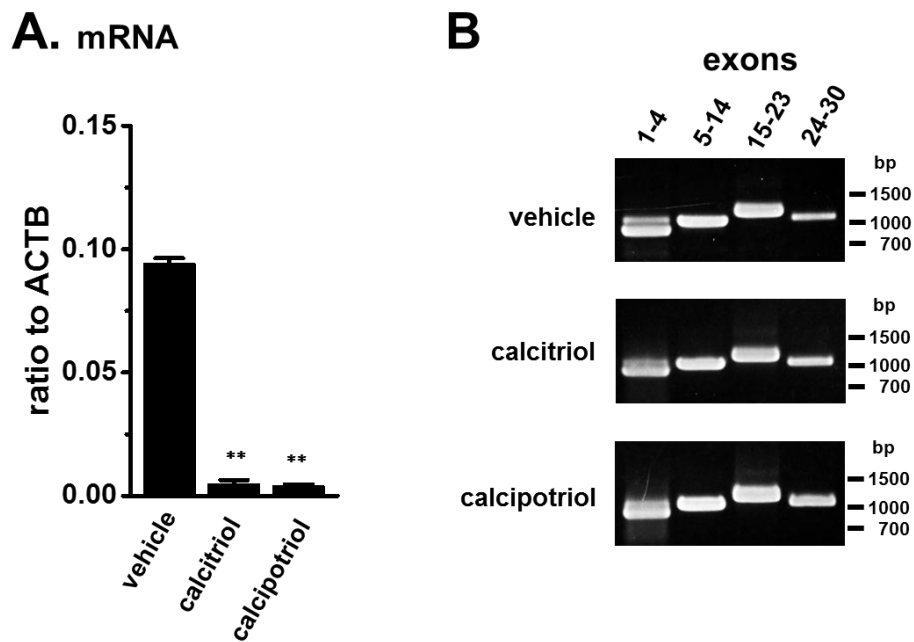 A. mRNA
0.15
0.10
0.05
0.00
ratio to ACTB
**
**
vehicle
calcitriol
calcipotriol
B
exons
1-4
5-14
15-23
24-30
vehicle
bp
1500
1000
700
calcitriol
bp
1500
1000
700
calcipotriol
bp
1500
1000
700